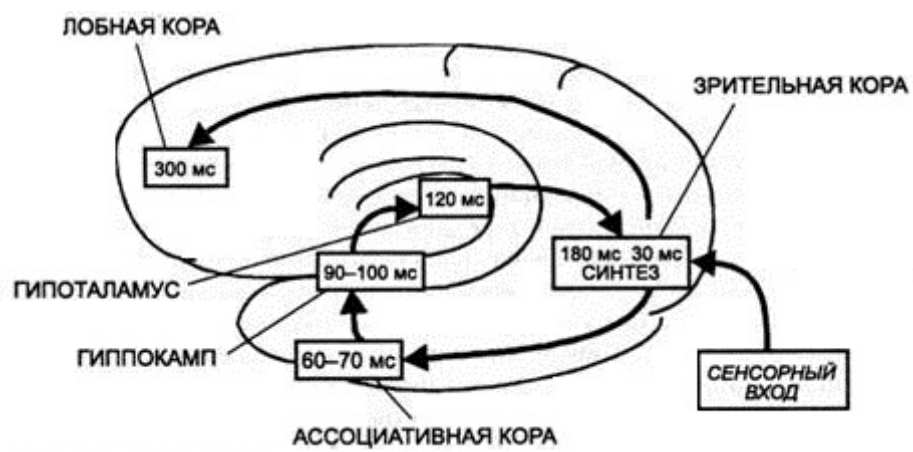 ЛОБНАЯ КОРА
ЗРИТЕЛЬНАЯ КОРА
300 мс
120 мс
180 мс 30 мс
СИНТЕЗ
90–100 мс
ГИПОТАЛАМУС
ГИППОКАМП
60–70 мс
СЕНСОРНЫЙ
ВХОД
АССОЦИАТИВНАЯ КОРА